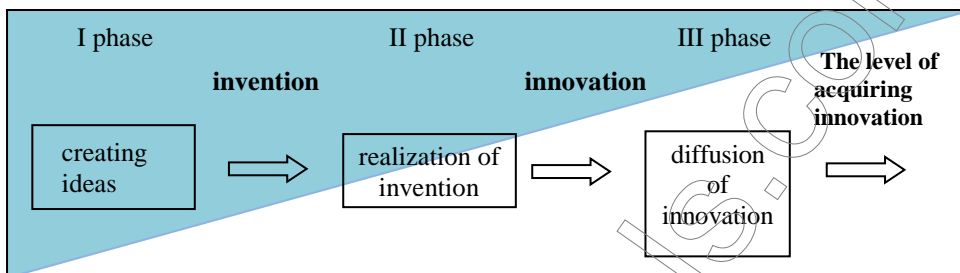 I phase
II phase
III phase
invention
innovation
The level of
acquiring
innovation
creating
ideas
realization of
invention
diffusion
of
innovation